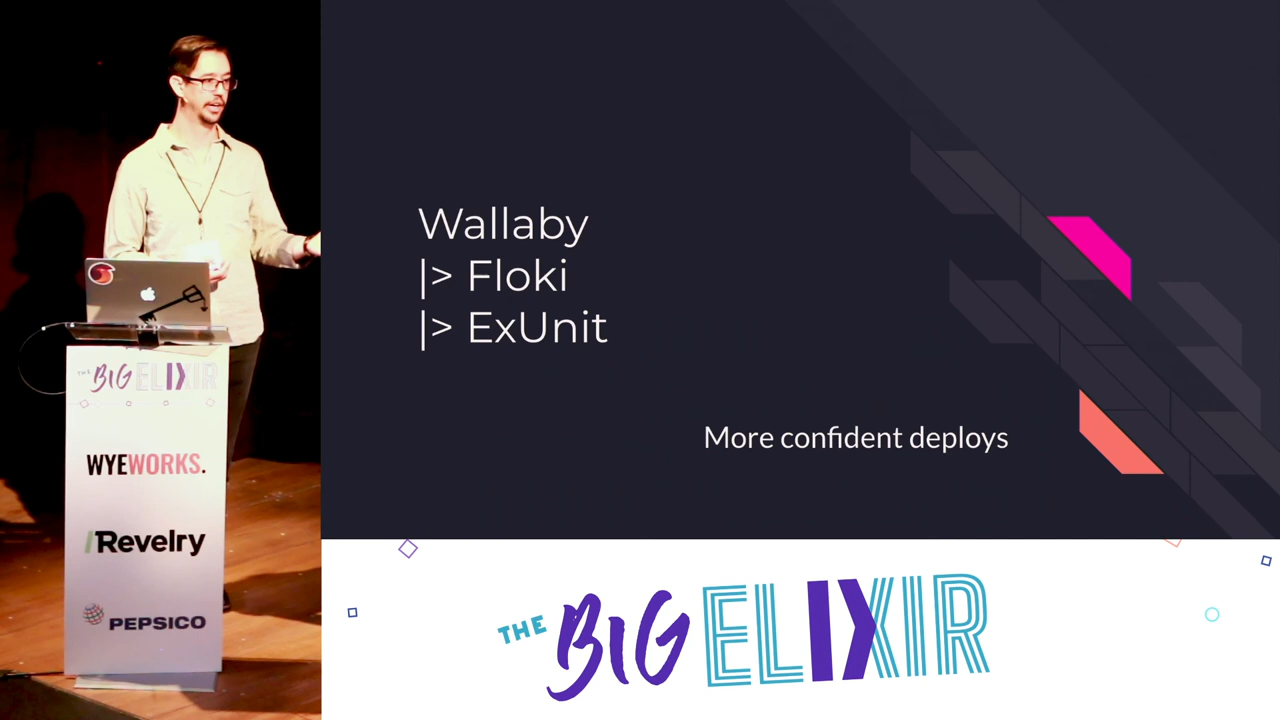 THE BIG ELIXIR
WYEWORKS.
Revelry
PEPSICO
Wallaby
|> Floki
|> ExUnit
More confident deploys
THE BIG ELIXIR